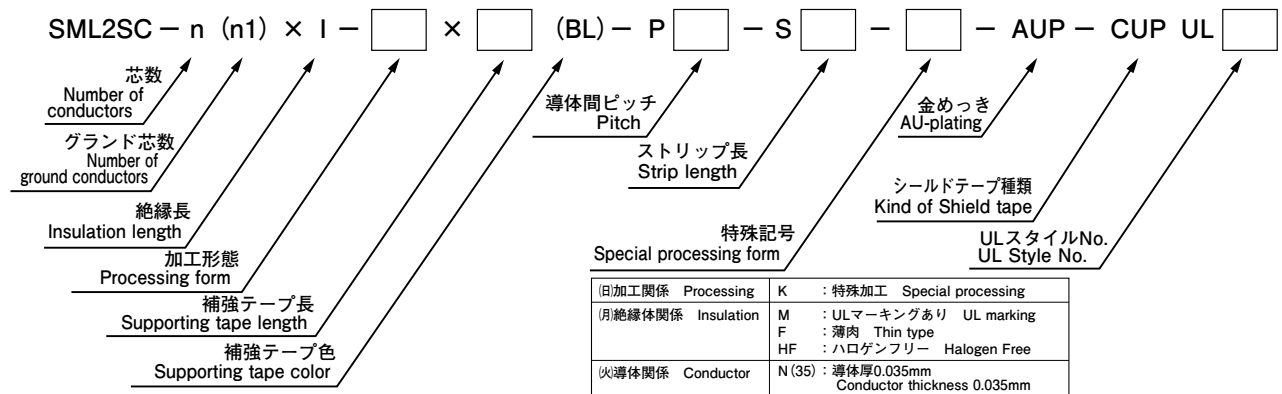 SML2SC － n (n1) × I － × (BL) － P － S － － AUP － CUP UL
芯数
Number of
conductors
グランド芯数
Number of
ground conductors
絶縁長
Insulation length
加工形態
Processing form
補強テープ長
Supporting tape length
補強テープ色
Supporting tape color
導体間ピッチ
Pitch
ストリップ長
Strip length
特殊記号
Special processing form
金めっき
AU-plating
シールドテープ種類
Kind of Shield tape
ULスタイルNo.
UL Style No.
㈰加工関係 Processing K ：特殊加工 Special processing
㈪絶縁体関係 Insulation M ：ULマーキングあり UL marking
F ：薄肉 Thin type
HF ：ハロゲンフリー Halogen Free
㈫導体関係 Conductor N (35) ：導体厚0.035mm
Conductor thickness 0.035mm